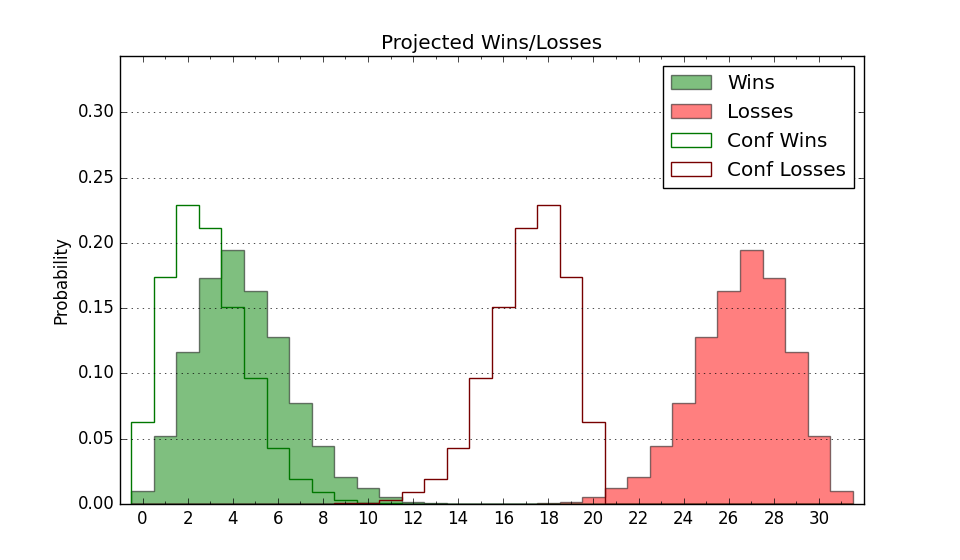 Projected Wins/Losses
Wins
Losses
Conf Wins
Conf Losses
Probability
0.30
0.25
0.20
0.15
0.10
0.05
0.00
0 2 4 6 8 10 12 14 16 18 20 22 24 26 28 30